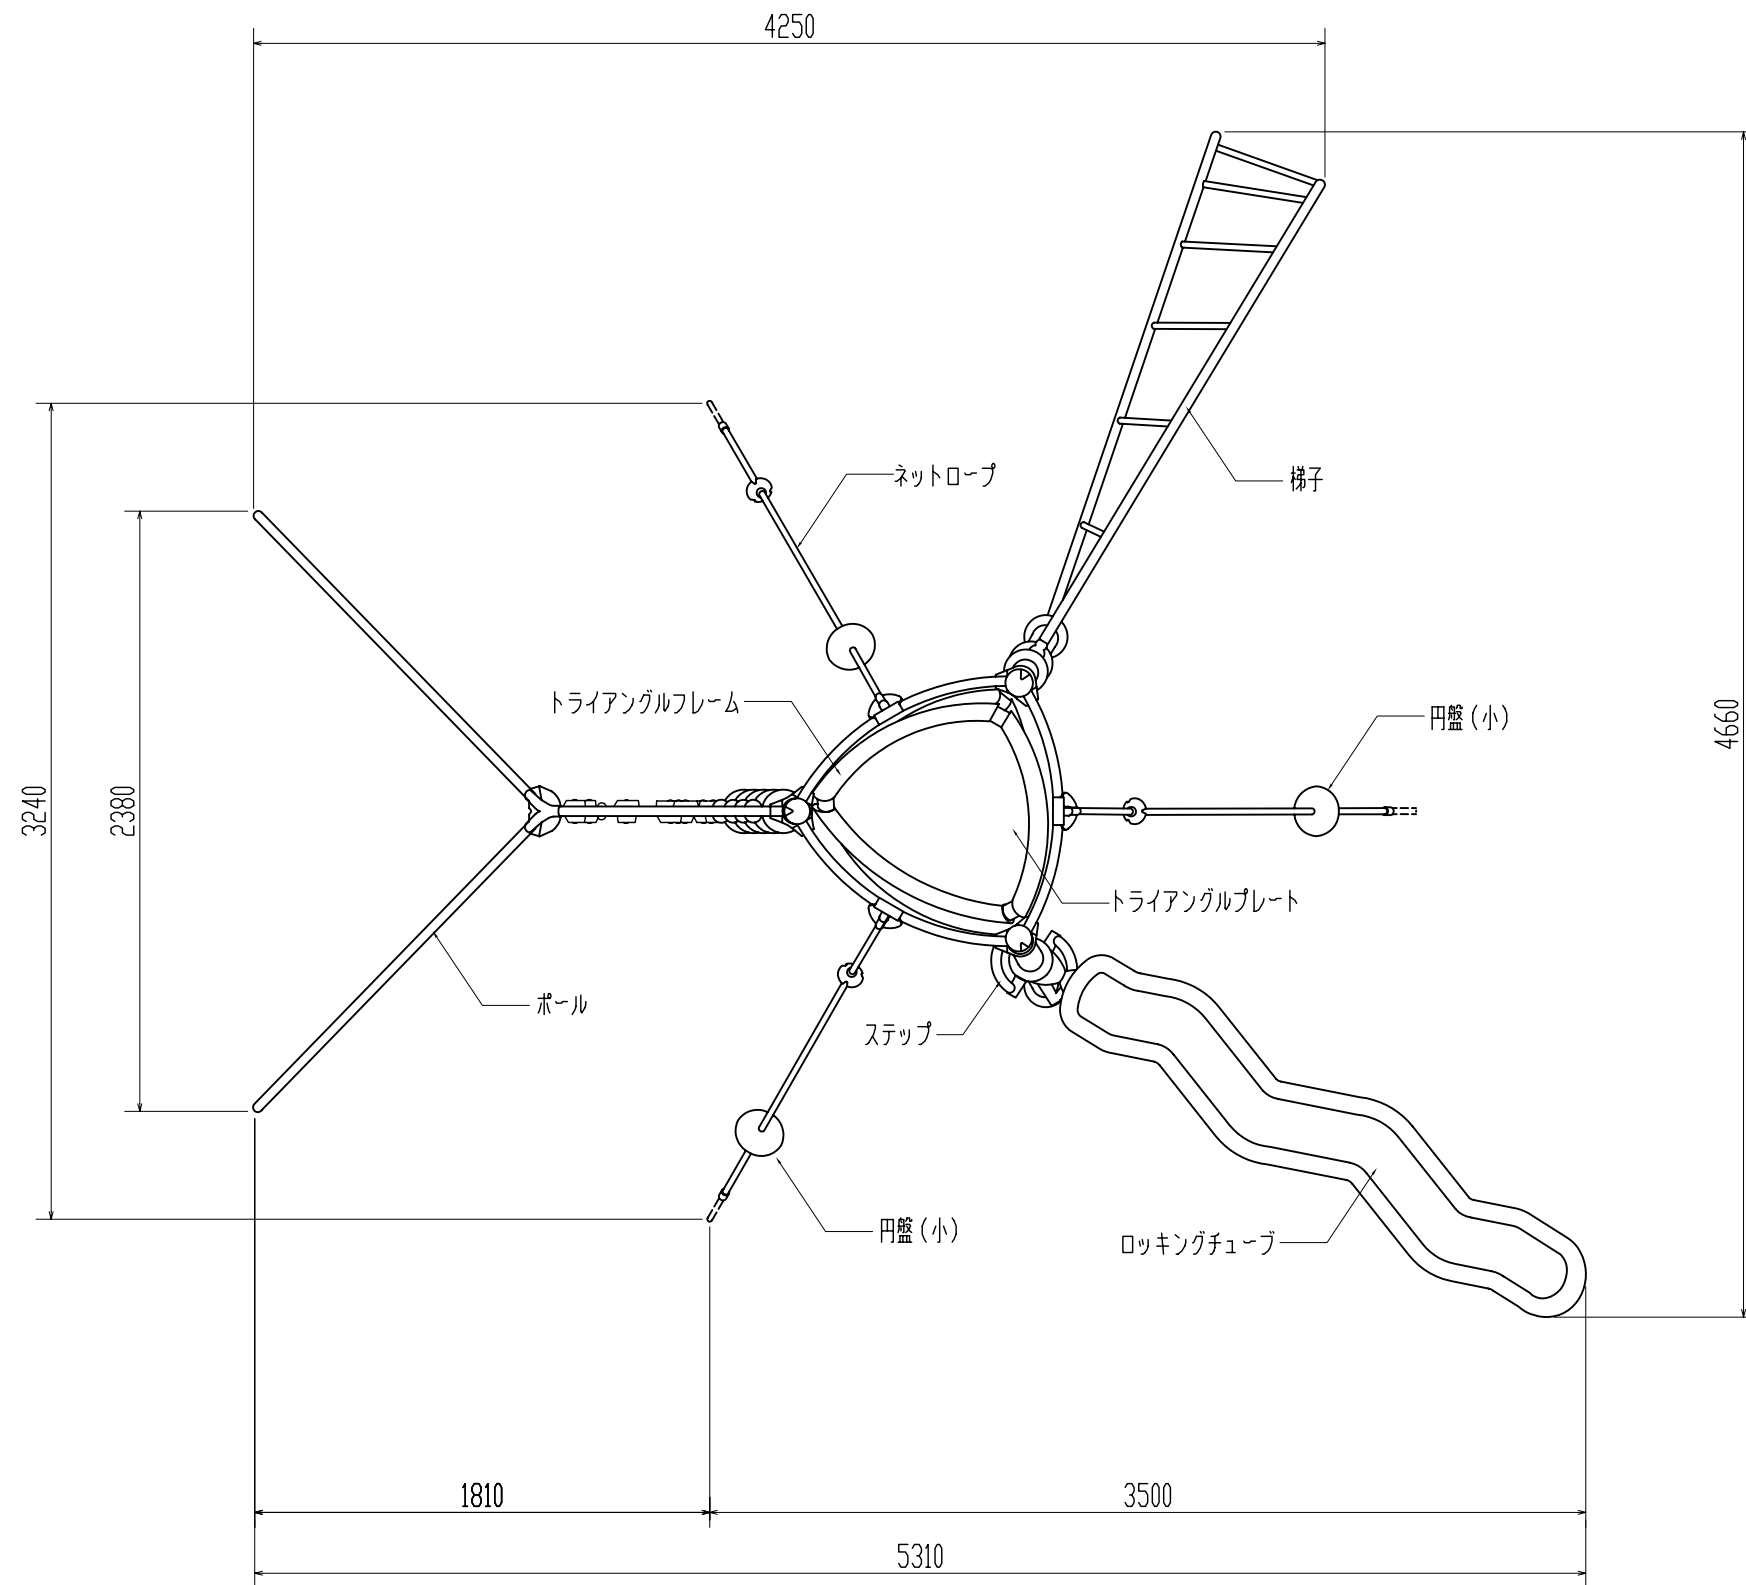 4250
ネットロープ
梯子
トライアングルフレーム
円盤(小)
4660
3240
2380
トライアングルプレート
ポール
ステップ
円盤(小)
ロッキングチューブ
1810
3500
5310